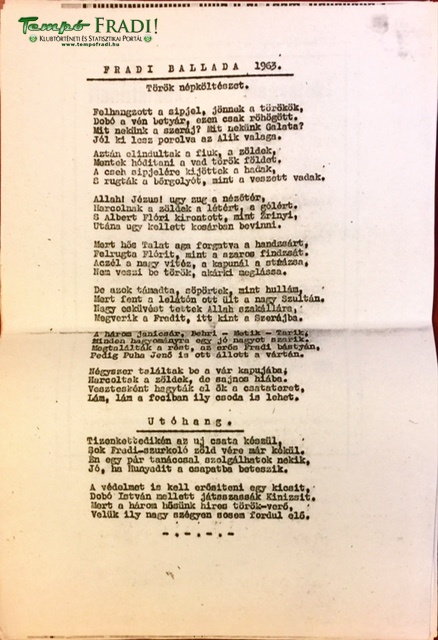 Tempó FRADI!
KLUBTÖRTÉNETI ÉS STATISZTIKAI PORTÁL
www.tempofradi.hu
FRADI BALLADA 1963.
Török népköltészet.
Felhangzott a sipjel, jönnek a törökök,
Dobó a vén betyár, ezen csak röhögött.
Mit nekünk a szeráj? Mit nekünk Galata?
Jól ki lesz porolva az Alik valaga.
Aztán elindultak a fiuk, a zöldek,
Mentek hóditani a vad török földet.
A cseh sipjelére kijöttek a hadak,
S rugták a bőrgolyót, mint a veszett vadak.
Allah! Jézus! ugy zug a nézőtér,
Harcolnak a zöldek a létért, a gólért.
S Albert Flóri kirontott, mint Zrinyi,
Utána ugy kellett kosárban bevinni.
Mert hős Talat aga forgatva a handzsárt,
Felrugta Flórit, mint a szaros findzsát.
Aczél a nagy vitéz, a kapunál a strázsa
Nem veszi be török, akárki meglássa.
De azok támadta, söpörtek, mint hullám,
Mert fent a lelátón ott ült a nagy Szultán.
Nagy esküvést tettek Allah szakállára,
Megverik a Fradit, itt kint a Szerájba.
A három janicsár, Behri - Metik - Tarik,
Minden hagyományra egy jó nagyot szarik.
Megtalálták a rést, az erős Fradi bástyán,
Pedig Puha Jenő is ott állott a vártán.
Négyszer találtak be a vár kapujába,
Harcoltak a zöldek, de sajnos hiába.
Vesztesként hagyták el ők a csatateret,
Lám, lám a fociban ily csoda is lehet.
Utóhang.
Tizenkettedikén az uj csata készül,
Sok Fradi-szurkoló zöld vére már kékül.
Én egy pár tanáccsal szolgálhatok nekik,
Jó, ha Hunyadit a csapatba beteszik.
A védelmet is kell erősiteni egy kicsit,
Dobó István mellett játsszassák Kinizsit.
Mert a három hősünk hires török-verő,
Velük ily nagy szégyen sosem fordul elő.
-.-.-.-.-